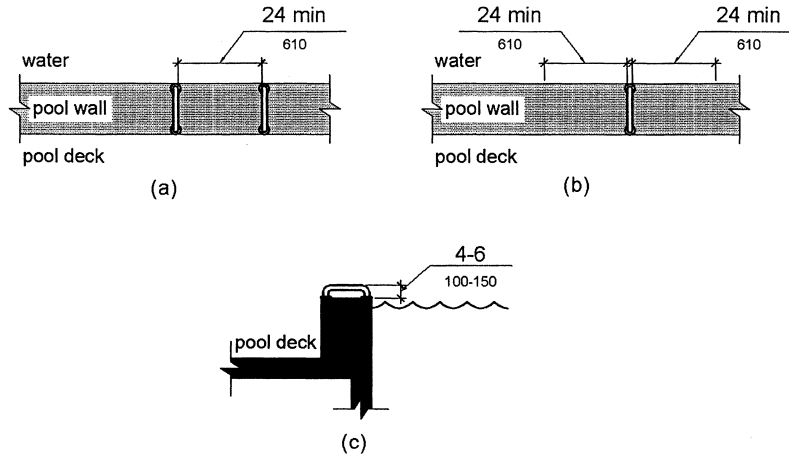 24 min
610
water
pool wall
pool deck
(a)
24 min
24 min
610
610
water
pool wall
pool deck
(b)
4-6
100-150
pool deck
(c)